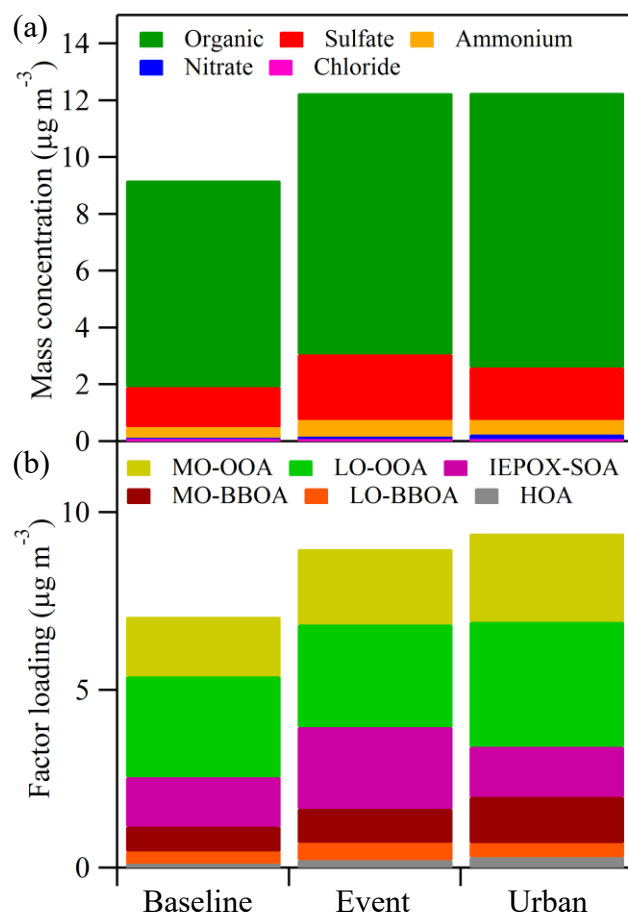 (a)
Organic Sulfate Ammonium
Nitrate Chloride
Mass concentration (µg m⁻³)
14
12
10
8
6
4
2
0
(b)
MO-OOA LO-OOA IEPOX-SOA
MO-BBOA LO-BBOA HOA
Factor loading (µg m⁻³)
10
5
0
Baseline Event Urban